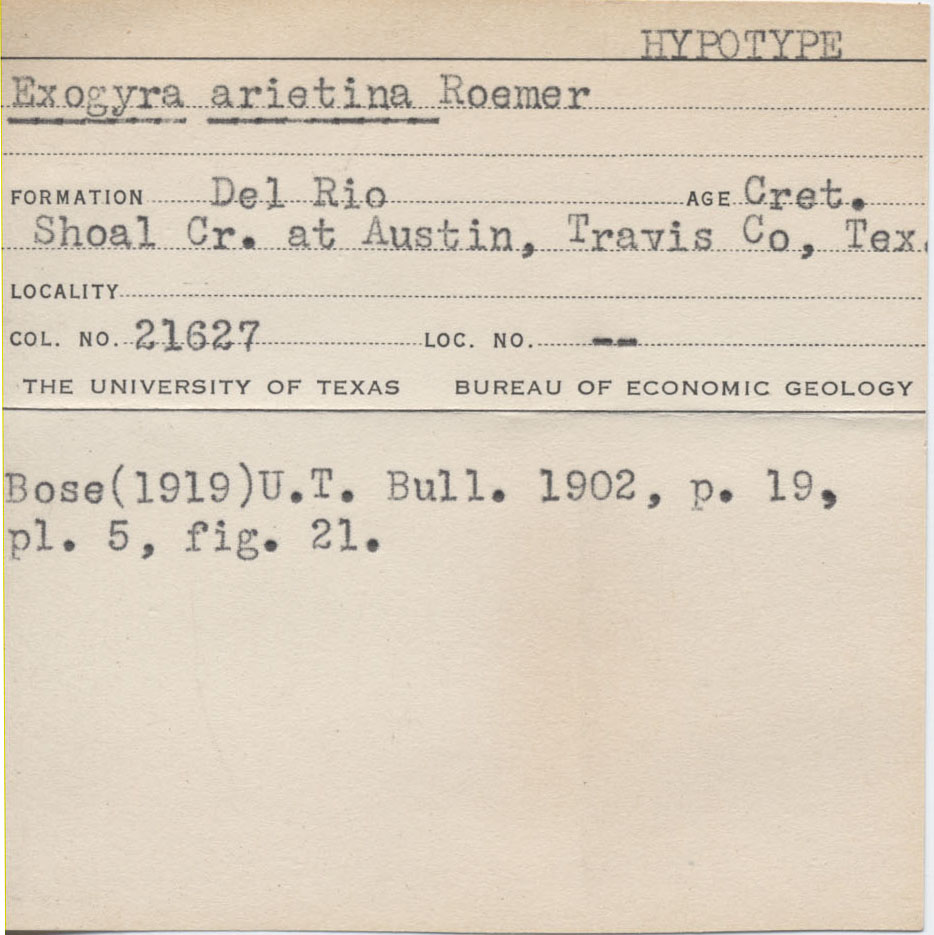 HYPOTYPE
Exogyra arietina Roemer
FORMATION Del Rio AGE Cret.
Shoal Cr. at Austin, Travis Co, Tex.
LOCALITY
COL. NO. 21627 LOC. NO. --
THE UNIVERSITY OF TEXAS BUREAU OF ECONOMIC GEOLOGY
Bose(1919)U.T. Bull. 1902, p. 19,
pl. 5, fig. 21.